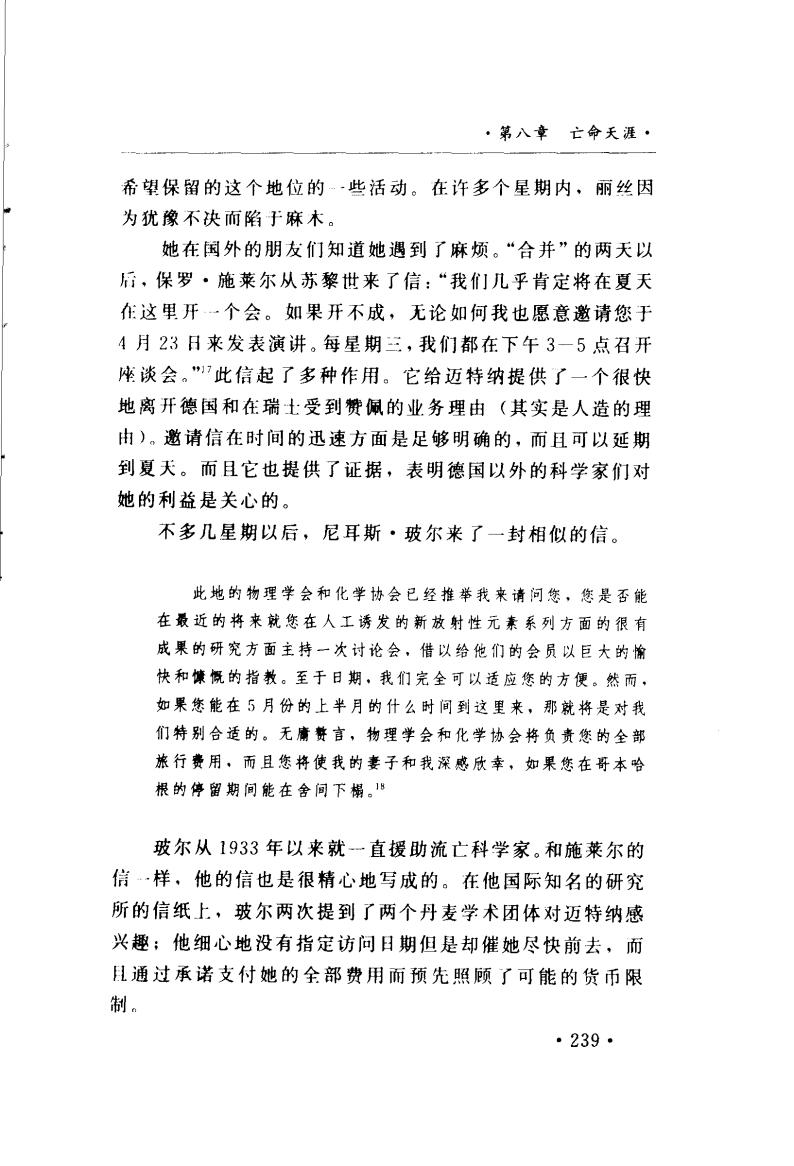 ·第八章　亡命天涯·
希望保留的这个地位的一些活动。在许多个星期内，丽丝因
为犹豫不决而陷于麻木。
她在国外的朋友们知道她遇到了麻烦。“合并”的两天以
后，保罗·施莱尔从苏黎世来了信：“我们几乎肯定将在夏天
在这里开一个会。如果开不成，无论如何我也愿意邀请您于
4 月 23 日来发表演讲。每星期三，我们都在下午 3—5 点召开
座谈会。”17此信起了多种作用。它给迈特纳提供了一个很快
地离开德国和在瑞士受到赞佩的业务理由（其实是人造的理
由）。邀请信在时间的迅速方面是足够明确的，而且可以延期
到夏天。而且它也提供了证据，表明德国以外的科学家们对
她的利益是关心的。
不多几星期以后，尼耳斯·玻尔来了一封相似的信。
此地的物理学会和化学协会已经推举我来请问您，您是否能
在最近的将来就您在人工诱发的新放射性元素系列方面的很有
成果的研究方面主持一次讨论会，借以给他们的会员以巨大的愉
快和慷慨的指教。至于日期，我们完全可以适应您的方便。然而，
如果您能在 5 月份的上半月的什么时间到这里来，那就将是对我
们特别合适的。无庸赘言，物理学会和化学协会将负责您的全部
旅行费用，而且您将使我的妻子和我深感欣幸，如果您在哥本哈
根的停留期间能在舍间下榻。18
玻尔从 1933 年以来就一直援助流亡科学家。和施莱尔的
信一样，他的信也是很精心地写成的。在他国际知名的研究
所的信纸上，玻尔两次提到了两个丹麦学术团体对迈特纳感
兴趣；他细心地没有指定访问日期但是却催她尽快前去，而
且通过承诺支付她的全部费用而预先照顾了可能的货币限
制。
·239·